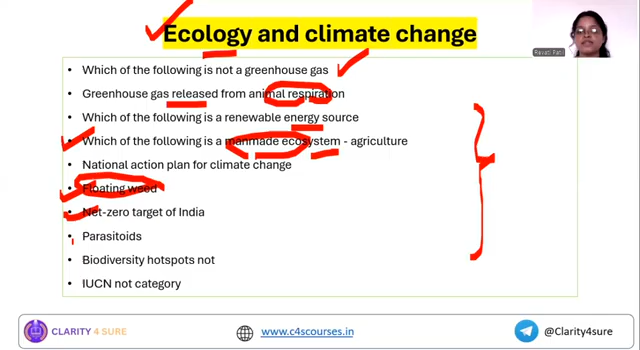 Ecology and climate change
Revati Patil
• Which of the following is not a greenhouse gas
• Greenhouse gas released from animal respiration
• Which of the following is a renewable energy source
• Which of the following is a manmade ecosystem - agriculture
• National action plan for climate change
• Floating weed
• Net-zero target of India
• Parasitoids
• Biodiversity hotspots not
• IUCN not category
CLARITY 4 SURE
www.c4scourses.in
@Clarity4sure